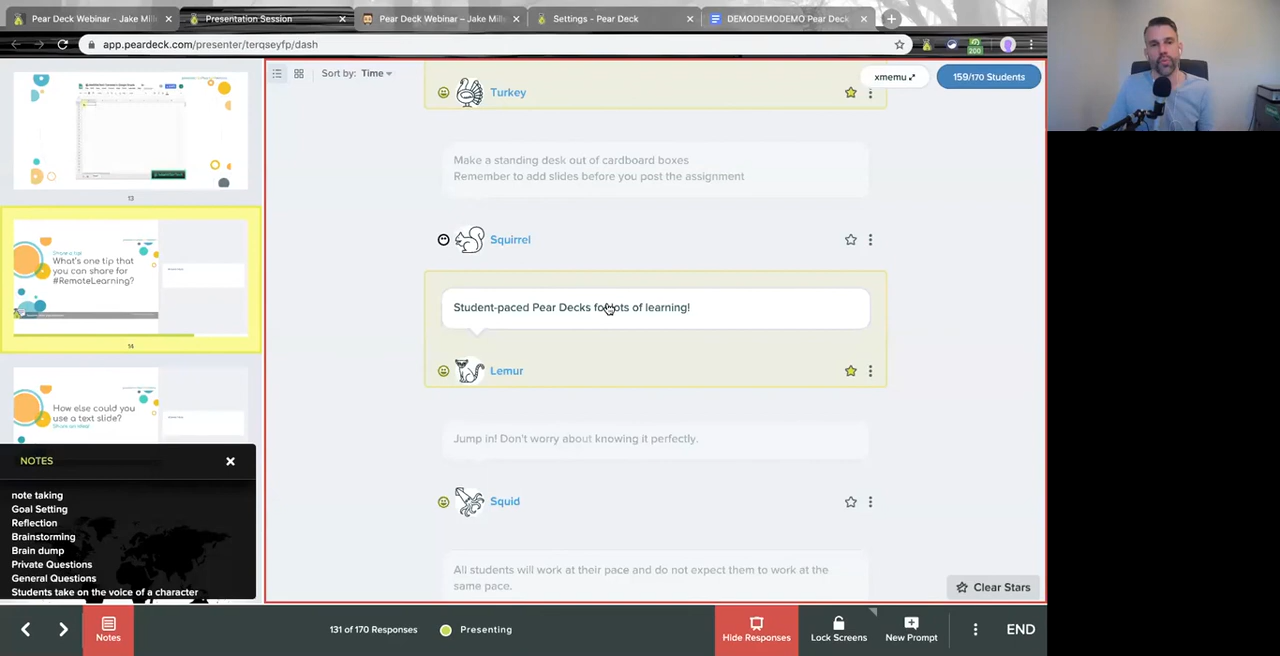 Pear Deck Webinar - Jake Mill
Presentation Session
Pear Deck Webinar – Jake Mill
Settings - Pear Deck
DEMODEMODEMO Pear Deck
app.peardeck.com/presenter/terqseyfp/dash
200
Sort by: Time
xmemu
159/170 Students
Turkey
Make a standing desk out of cardboard boxes
Remember to add slides before you post the assignment
Squirrel
Student-paced Pear Decks for lots of learning!
Lemur
Jump in! Don't worry about knowing it perfectly.
Squid
All students will work at their pace and do not expect them to work at the
same pace.
Clear Stars
13
Share a tip
What's one tip that
you can share for
#RemoteLearning?
14
How else could you
use a text slide?
NOTES
note taking
Goal Setting
Reflection
Brainstorming
Brain dump
Private Questions
General Questions
Students take on the voice of a character
Notes
131 of 170 Responses
Presenting
Hide Responses
Lock Screens
New Prompt
END